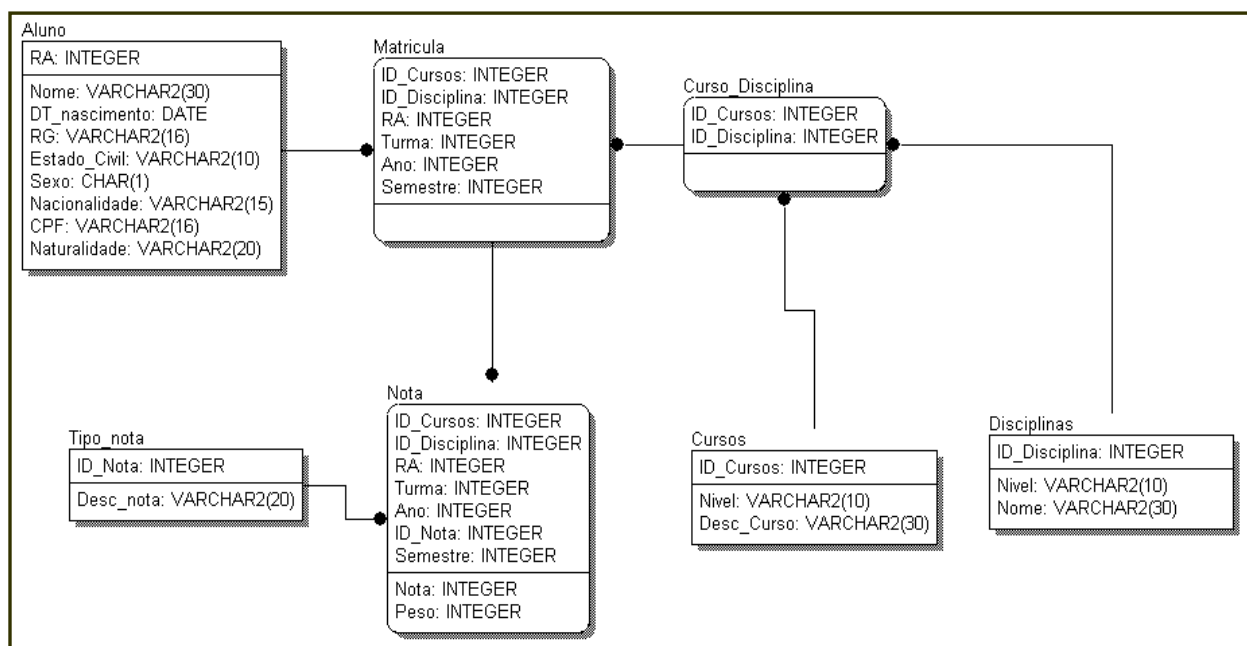 Aluno
RA: INTEGER
Nome: VARCHAR2(30)
DT_nascimento: DATE
RG: VARCHAR2(16)
Estado_Civil: VARCHAR2(10)
Sexo: CHAR(1)
Nacionalidade: VARCHAR2(15)
CPF: VARCHAR2(16)
Naturalidade: VARCHAR2(20)
Matricula
ID_Cursos: INTEGER
ID_Disciplina: INTEGER
RA: INTEGER
Turma: INTEGER
Ano: INTEGER
Semestre: INTEGER
Curso_Disciplina
ID_Cursos: INTEGER
ID_Disciplina: INTEGER
Tipo_nota
ID_Nota: INTEGER
Desc_nota: VARCHAR2(20)
Nota
ID_Cursos: INTEGER
ID_Disciplina: INTEGER
RA: INTEGER
Turma: INTEGER
Ano: INTEGER
ID_Nota: INTEGER
Semestre: INTEGER
Nota: INTEGER
Peso: INTEGER
Cursos
ID_Cursos: INTEGER
Nivel: VARCHAR2(10)
Desc_Curso: VARCHAR2(30)
Disciplinas
ID_Disciplina: INTEGER
Nivel: VARCHAR2(10)
Nome: VARCHAR2(30)